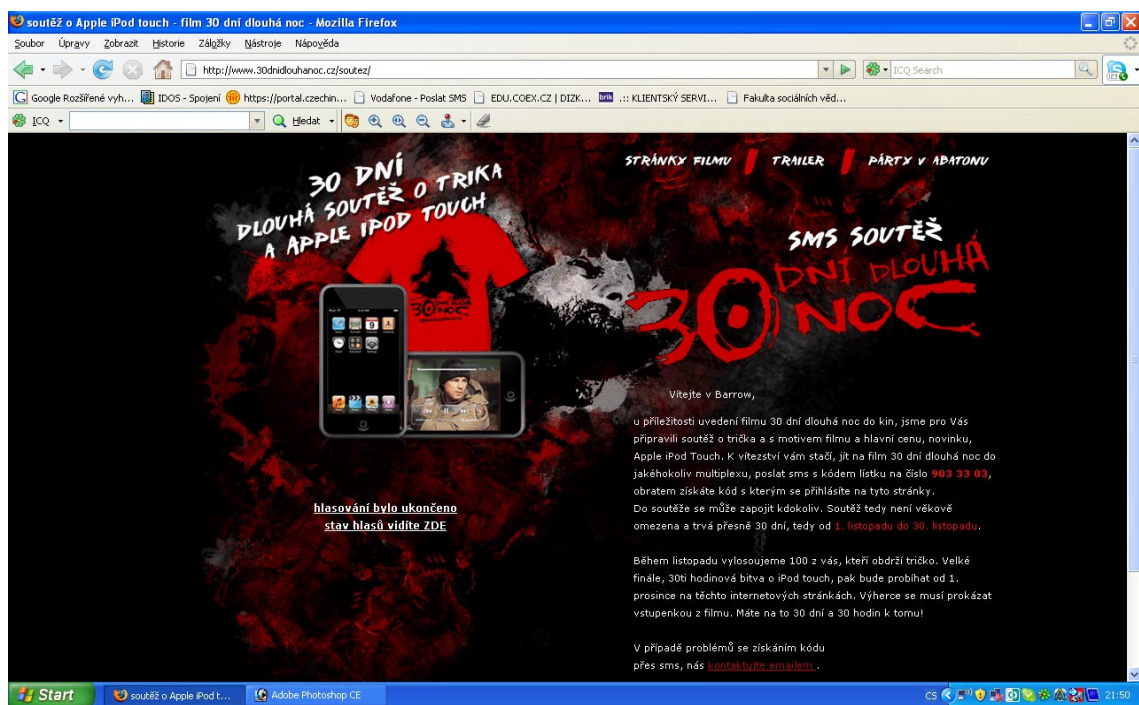 soutěž o Apple iPod touch - film 30 dní dlouhá noc - Mozilla Firefox
Soubor Úpravy Zobrazit Historie Záložky Nástroje Nápověda
http://www.30dnidlouhanoc.cz/soutez/
ICQ Search
Google Rozšířené vyh... IDOS - Spojení https://portal.czechin... Vodafone - Poslat SMS EDU.COEX.CZ | DIZK... .:: KLIENTSKÝ SERVI... Fakulta sociálních věd...
ICQ Hledat
STRÁNKY FILMU TRAILER PÁRTY V ABATONU
30 DNÍ
DLOUHÁ SOUTĚŽ O TRIKA
A APPLE IPOD TOUCH
SMS SOUTĚŽ
30 DNÍ DLOUHÁ
NOC
30 NOC
Vítejte v Barrow,
u příležitosti uvedení filmu 30 dní dlouhá noc do kin, jsme pro Vás
připravili soutěž o trička a s motivem filmu a hlavní cenu, novinku,
Apple iPod Touch. K vítezství vám stačí, jít na film 30 dní dlouhá noc do
jakéhokoliv multiplexu, poslat sms s kódem lístku na číslo 903 33 03,
obratem získáte kód s kterým se přihlásíte na tyto stránky.
Do soutěže se může zapojit kdokoliv. Soutěž tedy není věkově
omezena a trvá přesně 30 dní, tedy od 1. listopadu do 30. listopadu.
hlasování bylo ukončeno
stav hlasů vidíte ZDE
Během listopadu vylosoujeme 100 z vás, kteří obdrží tričko. Velké
finále, 30ti hodinová bitva o iPod touch, pak bude probíhat od 1.
prosince na těchto internetových stránkách. Výherce se musí prokázat
vstupenkou z filmu. Máte na to 30 dní a 30 hodin k tomu!
V případě problémů se získáním kódu
přes sms, nás kontaktujte emailem .
Start soutěž o Apple iPod t... Adobe Photoshop CE CS 21:50